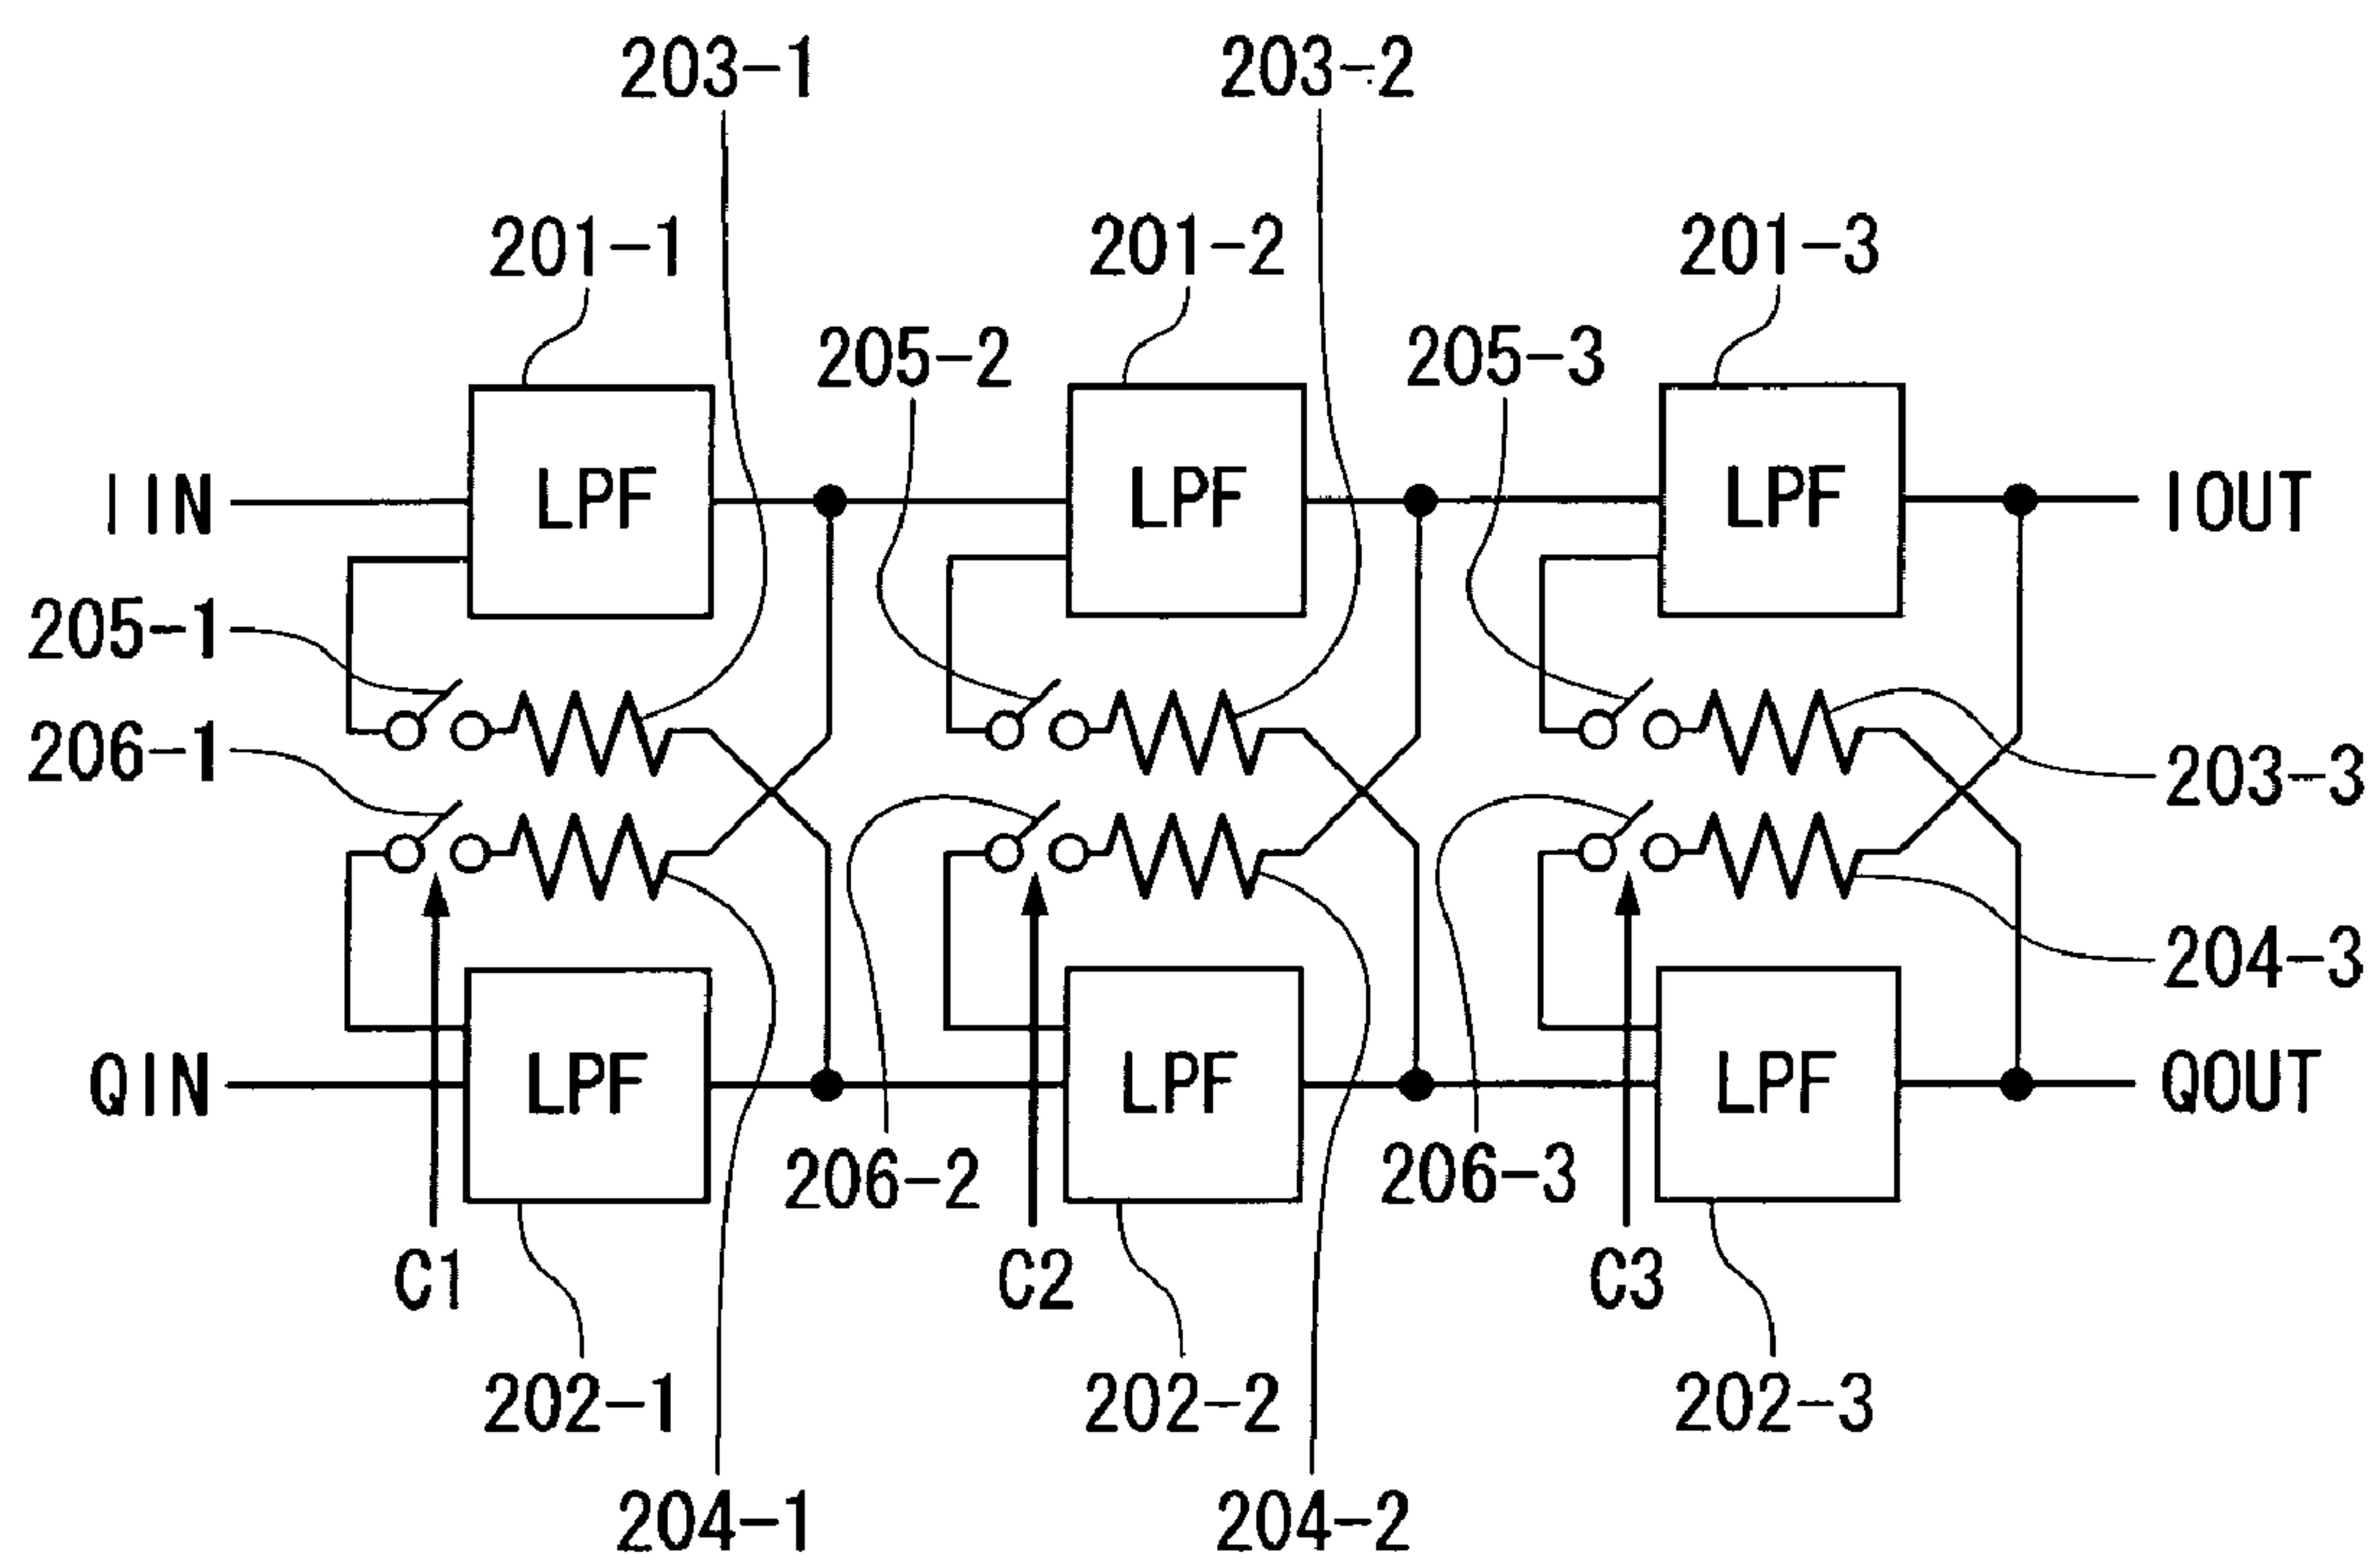 203-1 203-2
201-1 201-2 201-3
205-2 205-3
IIN LPF LPF LPF IOUT
205-1
206-1 203-3
204-3
QIN LPF LPF LPF QOUT
206-2 206-3
C1 C2 C3
202-1 202-2 202-3
204-1 204-2